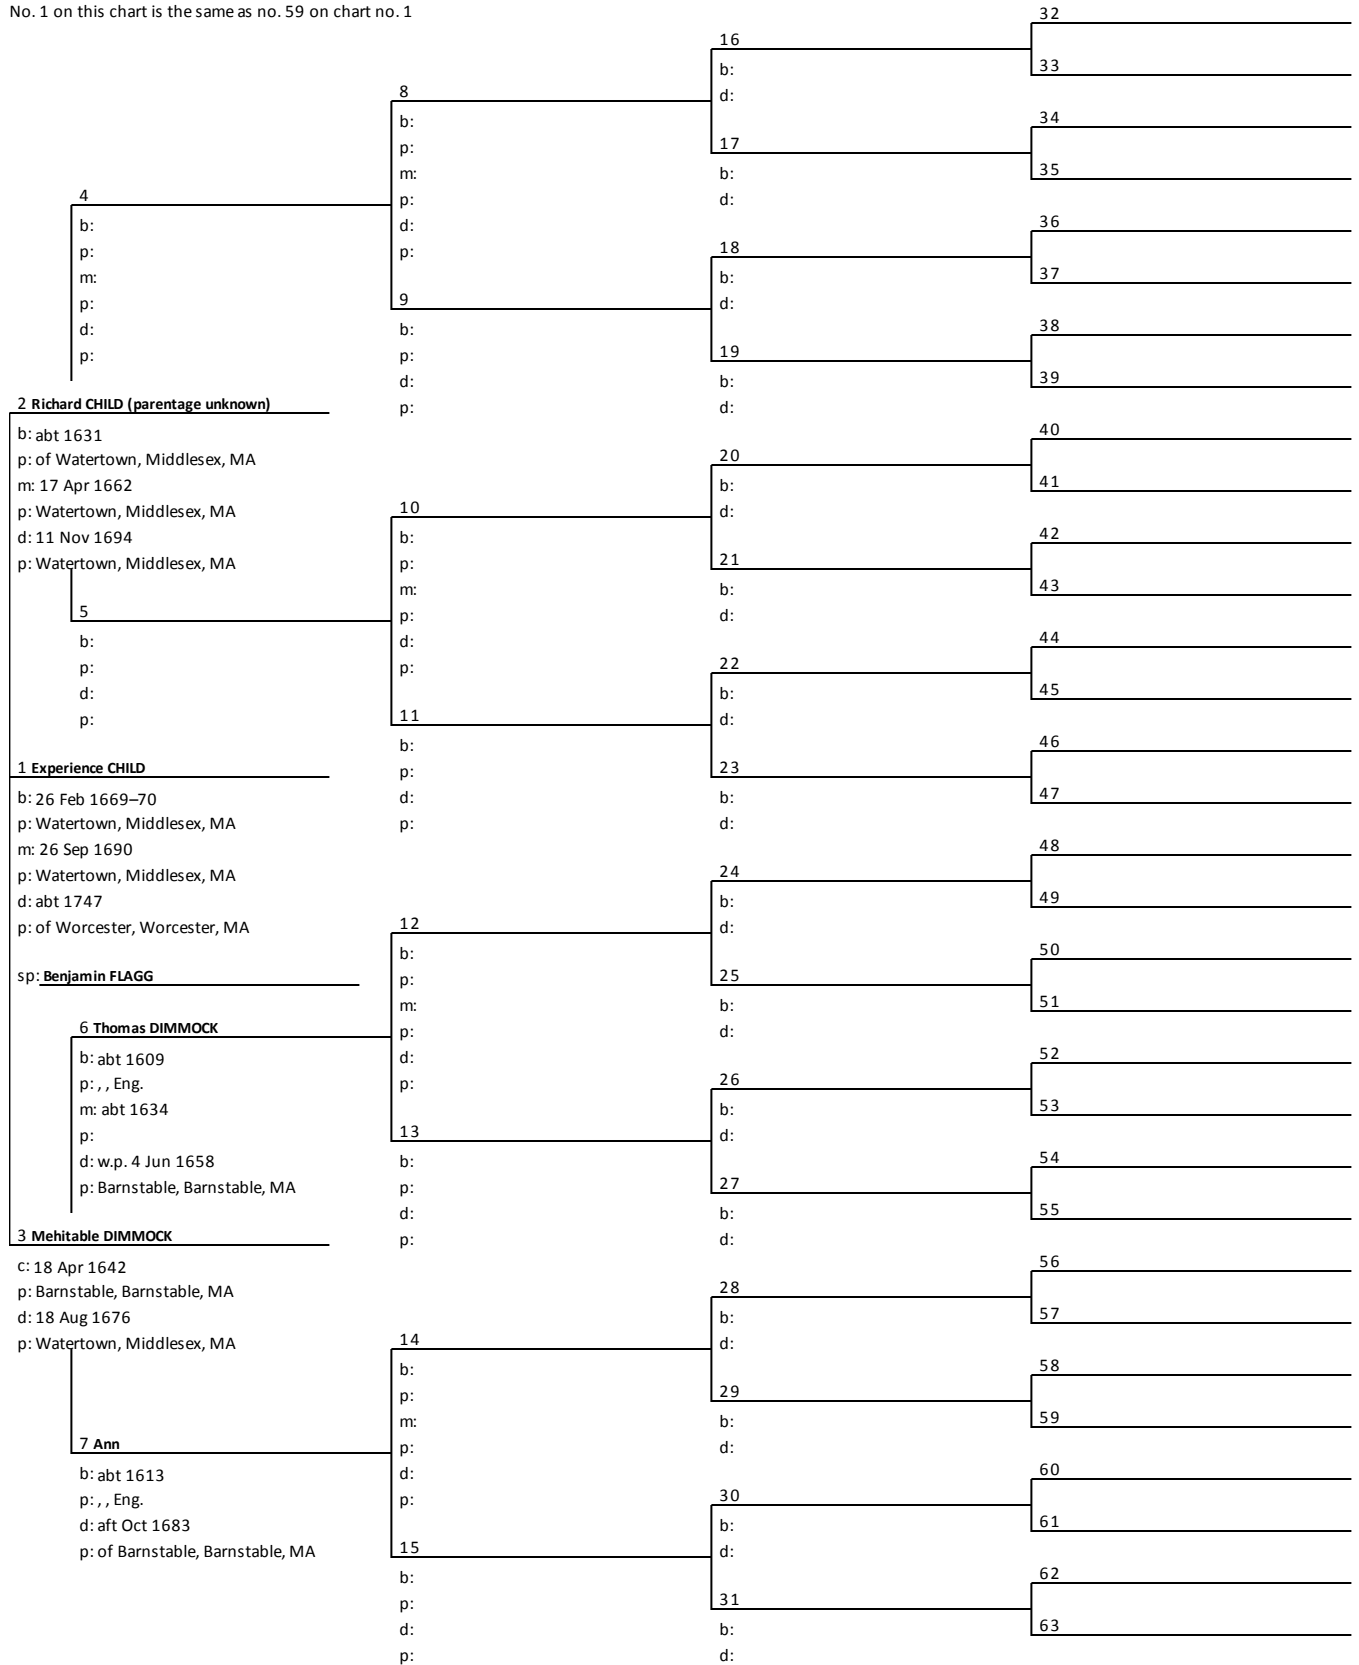 No. 1 on this chart is the same as no. 59 on chart no. 1
4
b:
p:
m:
p:
d:
p:
2 Richard CHILD (parentage unknown)
b: abt 1631
p: of Watertown, Middlesex, MA
m: 17 Apr 1662
p: Watertown, Middlesex, MA
d: 11 Nov 1694
p: Watertown, Middlesex, MA
5
b:
p:
d:
p:
1 Experience CHILD
b: 26 Feb 1669–70
p: Watertown, Middlesex, MA
m: 26 Sep 1690
p: Watertown, Middlesex, MA
d: abt 1747
p: of Worcester, Worcester, MA
sp: Benjamin FLAGG
6 Thomas DIMMOCK
b: abt 1609
p: , , Eng.
m: abt 1634
p:
d: w.p. 4 Jun 1658
p: Barnstable, Barnstable, MA
3 Mehitable DIMMOCK
c: 18 Apr 1642
p: Barnstable, Barnstable, MA
d: 18 Aug 1676
p: Watertown, Middlesex, MA
7 Ann
b: abt 1613
p: , , Eng.
d: aft Oct 1683
p: of Barnstable, Barnstable, MA
8
b:
p:
m:
p:
d:
p:
9
b:
p:
d:
p:
10
b:
p:
m:
p:
d:
p:
11
b:
p:
d:
p:
12
b:
p:
m:
p:
d:
p:
13
b:
p:
d:
p:
14
b:
p:
m:
p:
d:
p:
15
b:
p:
d:
p:
16
b:
d:
17
b:
d:
18
b:
d:
19
b:
d:
20
b:
d:
21
b:
d:
22
b:
d:
23
b:
d:
24
b:
d:
25
b:
d:
26
b:
d:
27
b:
d:
28
b:
d:
29
b:
d:
30
b:
d:
31
b:
d:
32
33
34
35
36
37
38
39
40
41
42
43
44
45
46
47
48
49
50
51
52
53
54
55
56
57
58
59
60
61
62
63